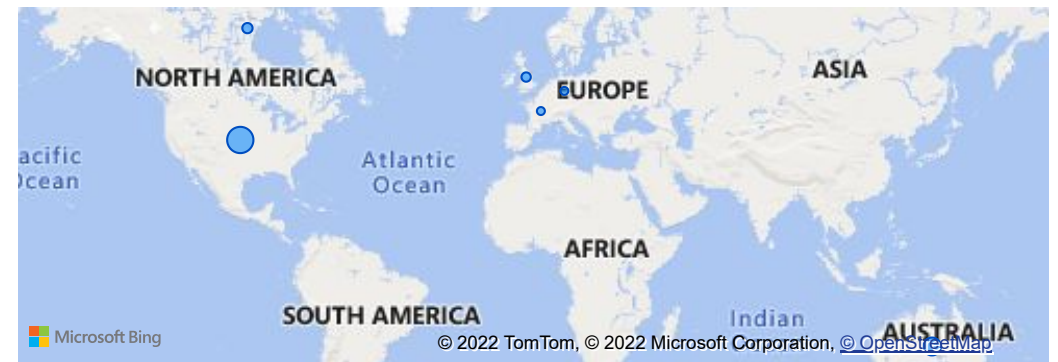 NORTH AMERICA
EUROPE
ASIA
acific
Ocean
Atlantic
Ocean
AFRICA
SOUTH AMERICA
Indian
AUSTRALIA
Microsoft Bing
© 2022 TomTom, © 2022 Microsoft Corporation, © OpenStreetMap